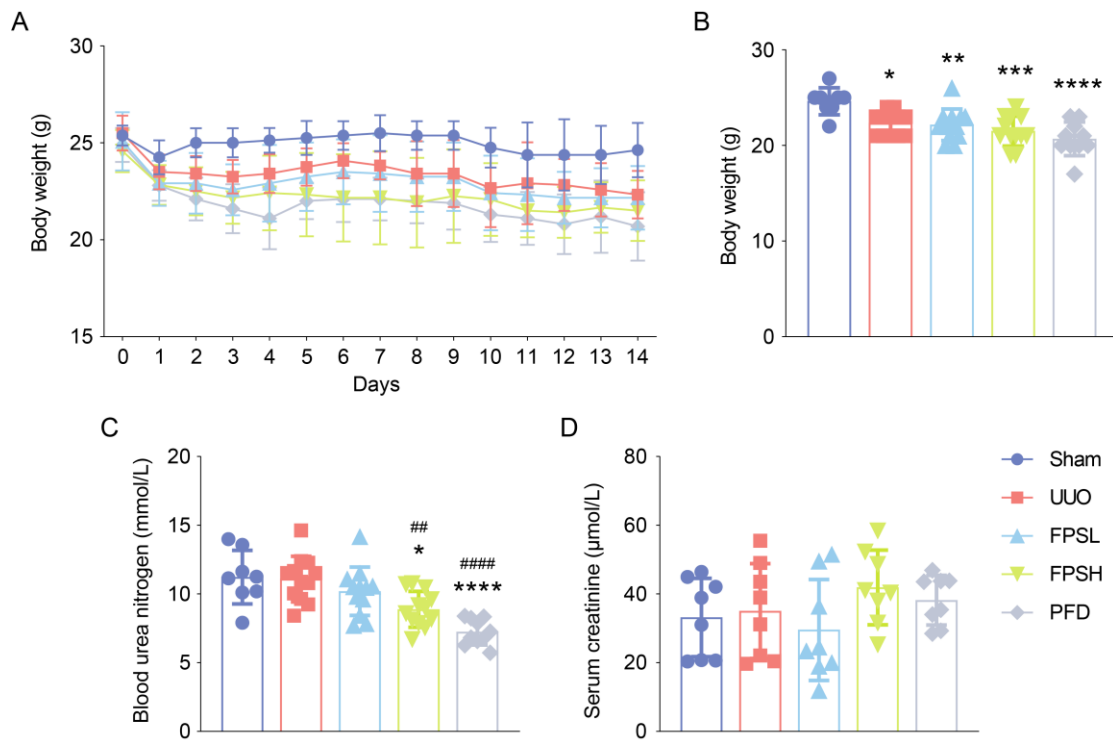 A
Body weight (g)
30
25
20
15
0 1 2 3 4 5 6 7 8 9 10 11 12 13 14
Days
B
Body weight (g)
30
20
10
0
*
**
***
****
C
Blood urea nitrogen (mmol/L)
20
15
10
5
0
##
*
####
****
D
Serum creatinine (μmol/L)
80
60
40
20
0
Sham
UUO
FPSL
FPSH
PFD